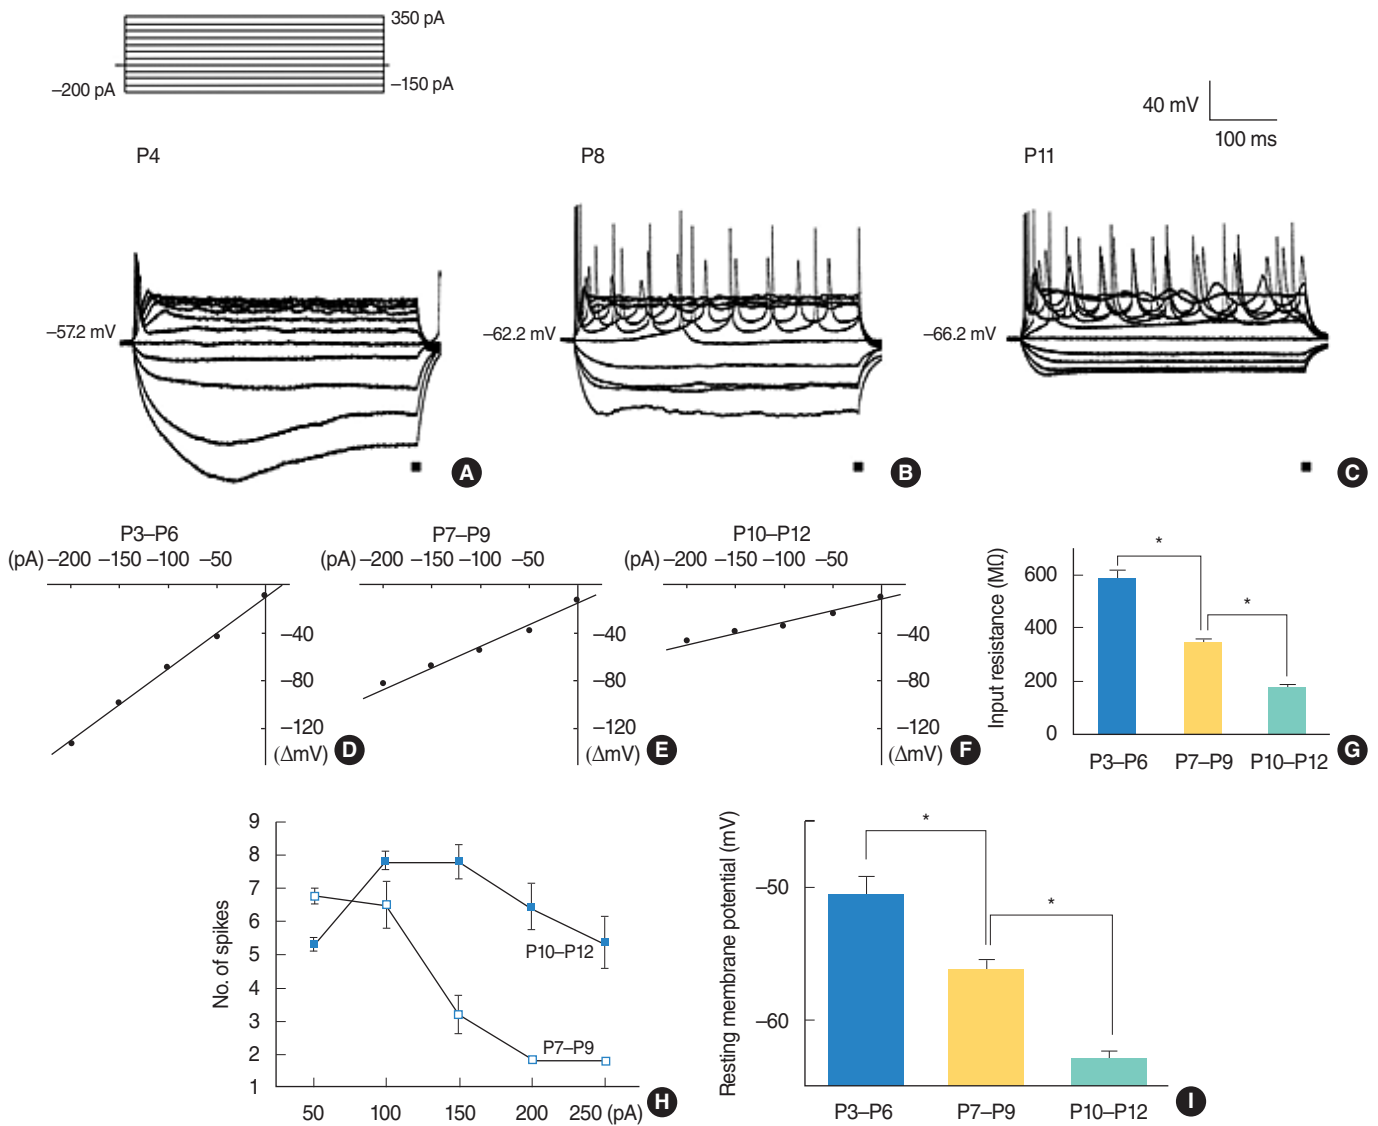 350 pA
–200 pA
–150 pA
40 mV
100 ms
P4
P8
P11
–57.2 mV
–62.2 mV
–66.2 mV
A
B
C
P3–P6
(pA) –200 –150 –100 –50
–40
–80
–120
(ΔmV)
D
P7–P9
(pA) –200 –150 –100 –50
–40
–80
–120
(ΔmV)
E
P10–P12
(pA) –200 –150 –100 –50
–40
–80
–120
(ΔmV)
F
Input resistance (MΩ)
600
400
200
0
*
*
P3–P6 P7–P9 P10–P12
G
No. of spikes
9
8
7
6
5
4
3
2
1
P10–P12
P7–P9
50 100 150 200 250 (pA)
H
Resting membrane potential (mV)
–50
–60
*
*
P3–P6 P7–P9 P10–P12
I